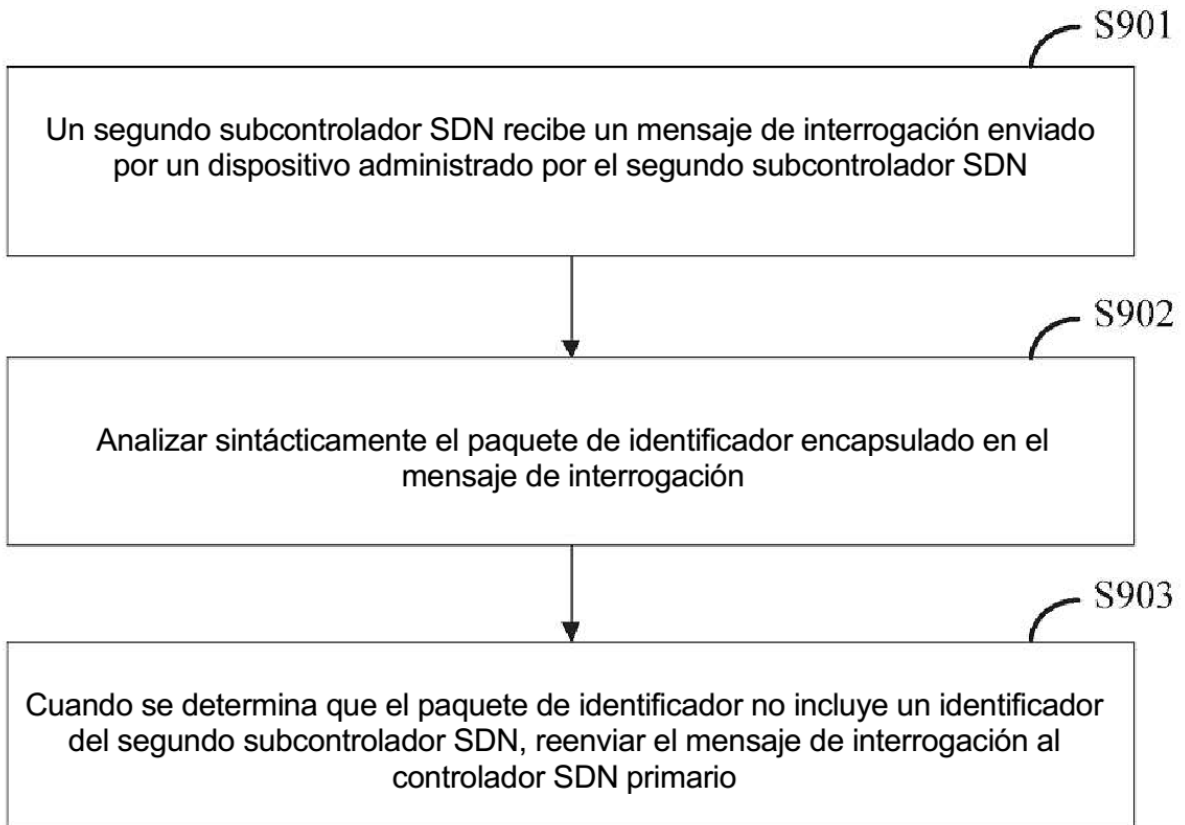 S901
Un segundo subcontrolador SDN recibe un mensaje de interrogación enviado
por un dispositivo administrado por el segundo subcontrolador SDN
S902
Analizar sintácticamente el paquete de identificador encapsulado en el
mensaje de interrogación
S903
Cuando se determina que el paquete de identificador no incluye un identificador
del segundo subcontrolador SDN, reenviar el mensaje de interrogación al
controlador SDN primario